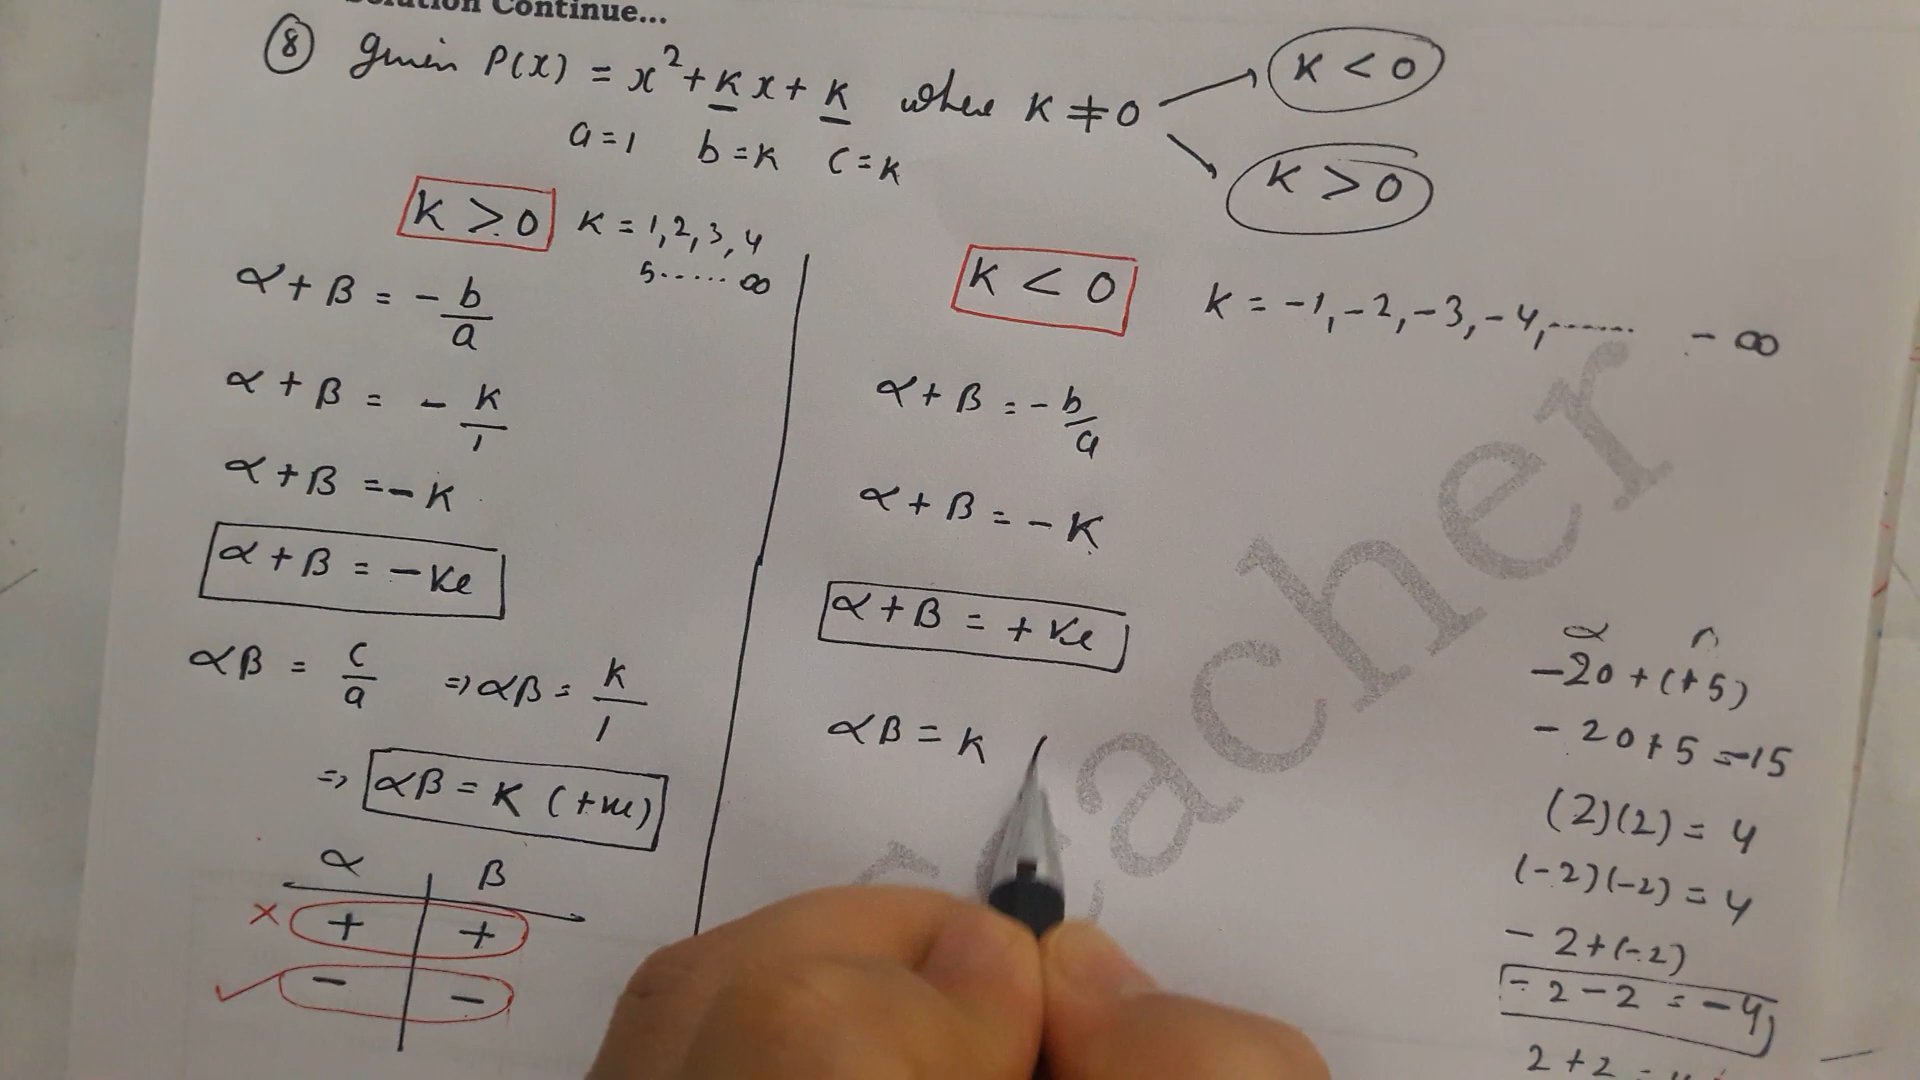 Solution Continue...
⑧ Given P(x) = x² + kx + k where k ≠ 0
k < 0
k > 0
a = 1 b = k c = k
k > 0 k = 1, 2, 3, 4
5 ...... ∞
α + β = - b/a
α + β = - k/1
α + β = - k
α + β = - ve
αβ = c/a ⇒ αβ = k/1
⇒ αβ = k (+ve)
α β
× + +
✓ - -
k < 0 k = -1, -2, -3, -4, ...... - ∞
α + β = - b/a
α + β = - k
α + β = + ve
αβ = k
α
-20 + (+5)
- 20 + 5 = -15
(2)(2) = 4
(-2)(-2) = 4
- 2 + (-2)
- 2 - 2 = - 4
2 + 2 =
eacher